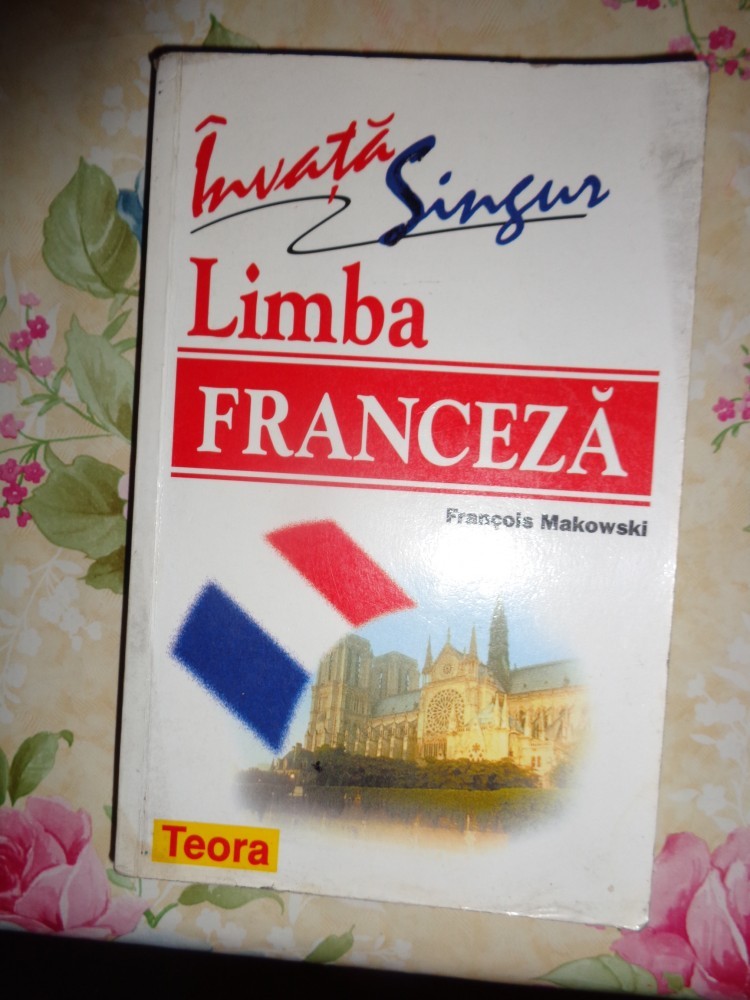 Învață Singur
Limba
FRANCEZĂ
François Makowski
Teora